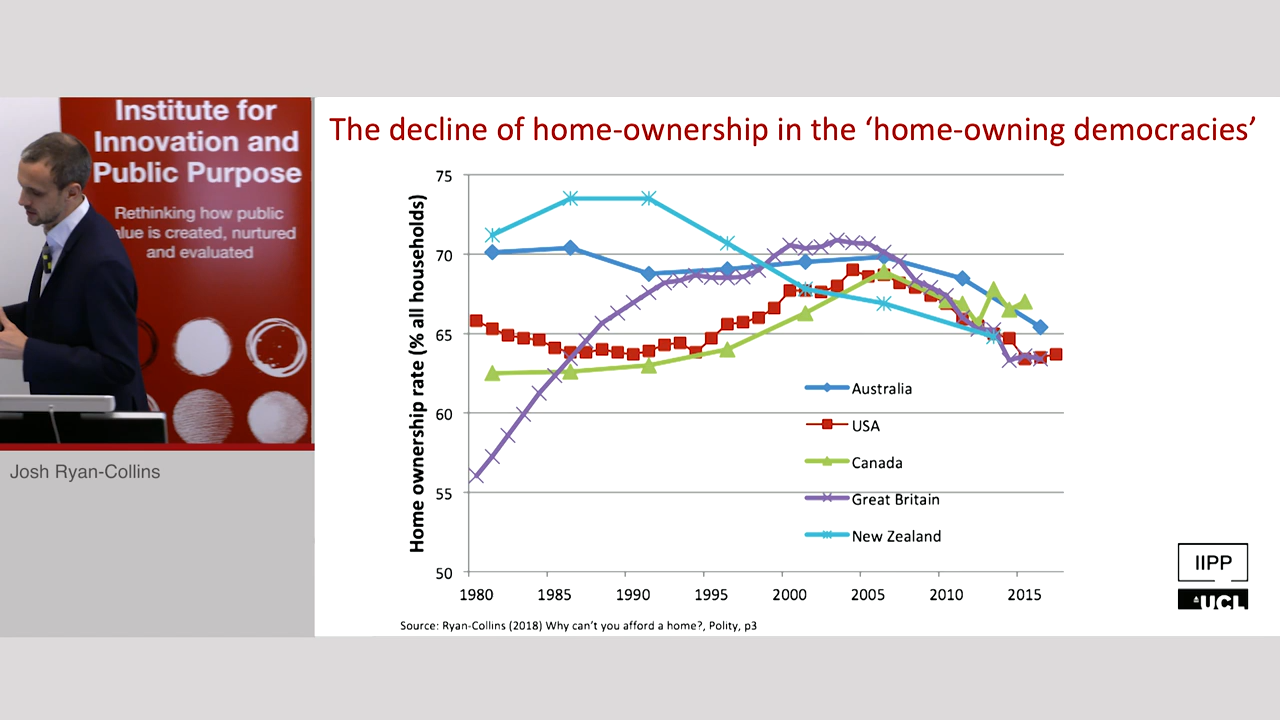 Institute for
Innovation and
Public Purpose
Rethinking how public
alue is created, nurtured
and evaluated
Josh Ryan-Collins
The decline of home-ownership in the ‘home-owning democracies’
Home ownership rate (% all households)
75
70
65
60
55
50
1980 1985 1990 1995 2000 2005 2010 2015
Australia
USA
Canada
Great Britain
New Zealand
Source: Ryan-Collins (2018) Why can’t you afford a home?, Polity, p3
IIPP
UCL